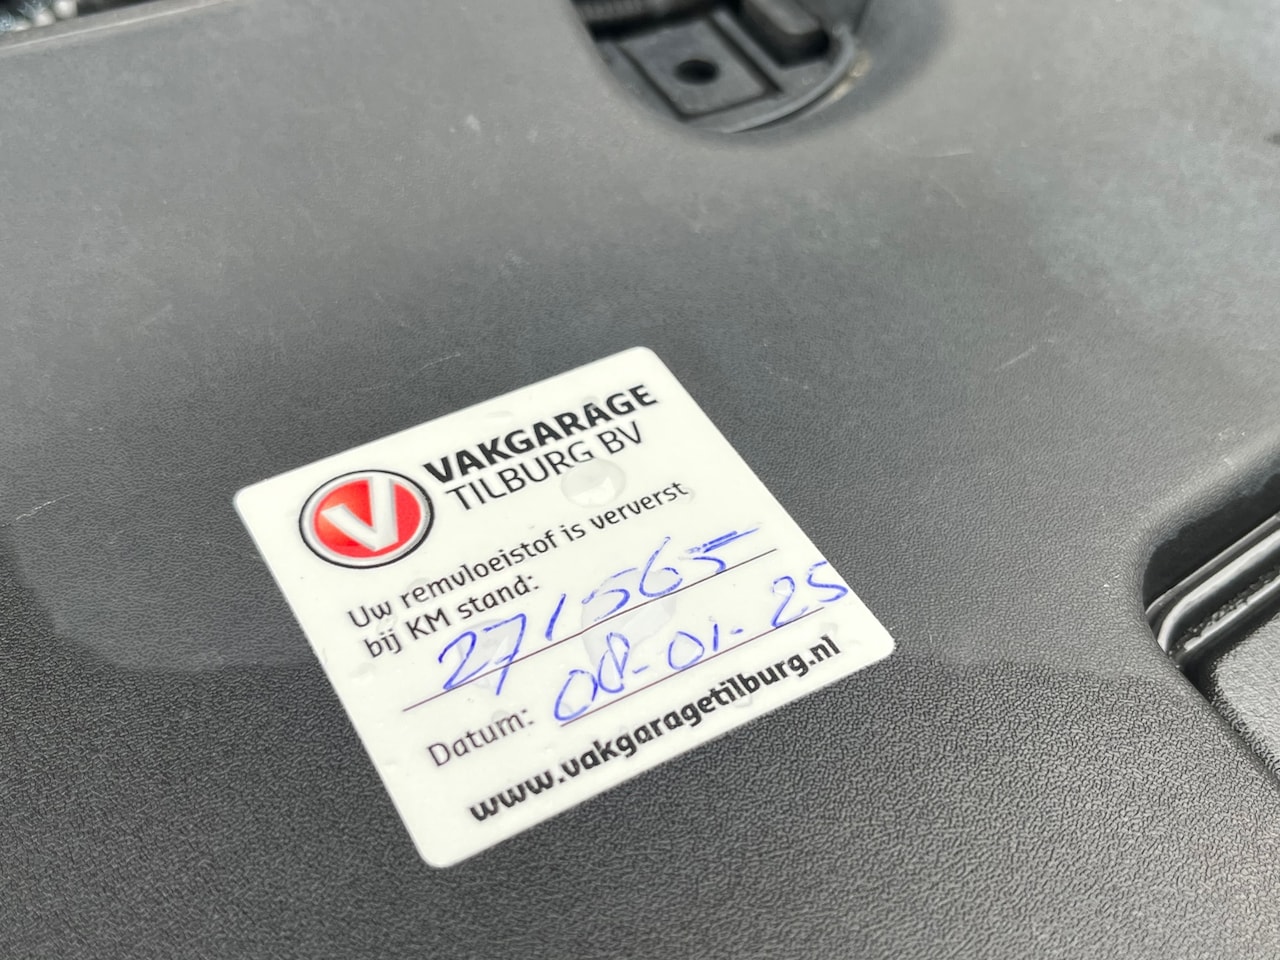 V
VAKGARAGE
TILBURG BV
Uw remvloeistof is ververst
bij KM stand:
271565
Datum: 08-01-25
www.vakgaragetilburg.nl